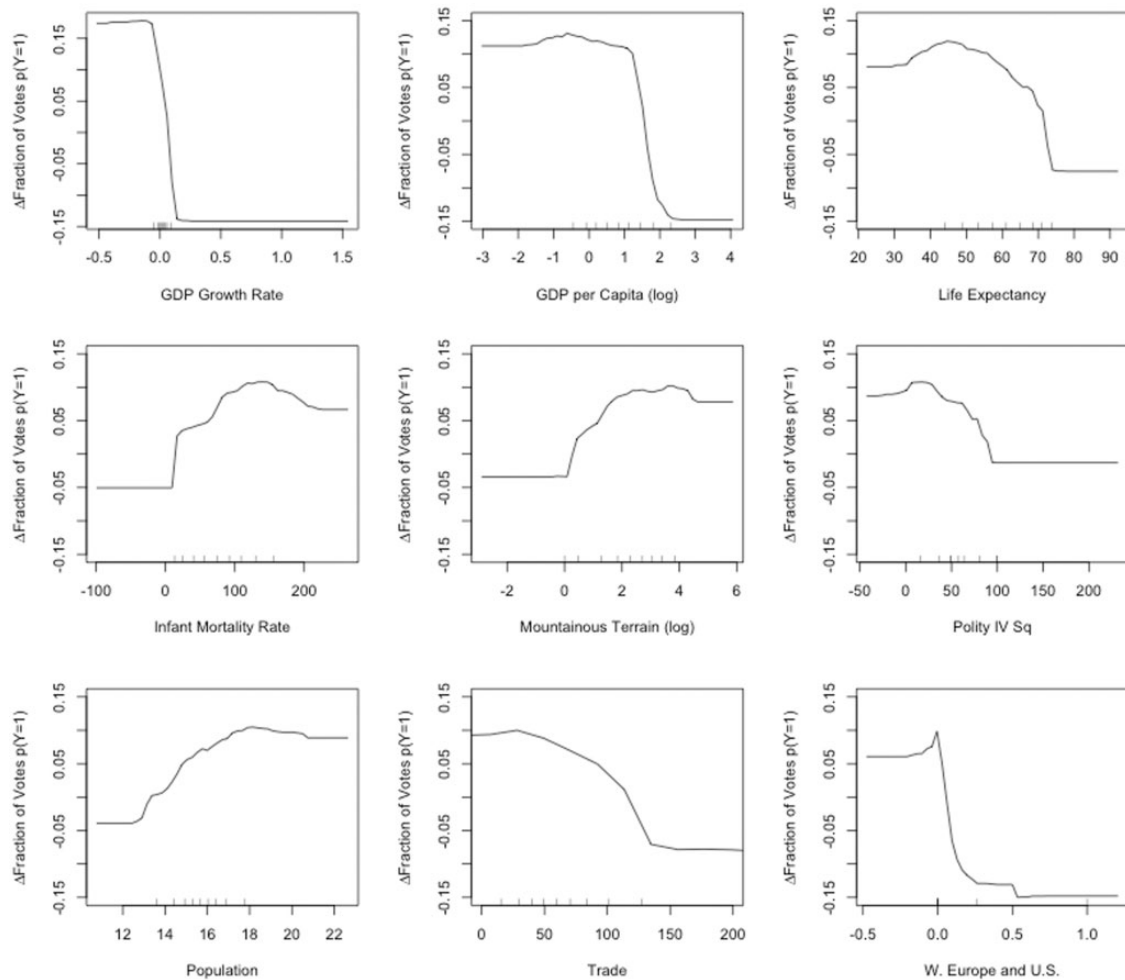 ΔFraction of Votes p(Y=1)
0.15
0.05
-0.05
-0.15
-0.5 0.0 0.5 1.0 1.5
GDP Growth Rate
ΔFraction of Votes p(Y=1)
0.15
0.05
-0.05
-0.15
-3 -2 -1 0 1 2 3 4
GDP per Capita (log)
ΔFraction of Votes p(Y=1)
0.15
0.05
-0.05
-0.15
20 30 40 50 60 70 80 90
Life Expectancy
ΔFraction of Votes p(Y=1)
0.15
0.05
-0.05
-0.15
-100 0 100 200
Infant Mortality Rate
ΔFraction of Votes p(Y=1)
0.15
0.05
-0.05
-0.15
-2 0 2 4 6
Mountainous Terrain (log)
ΔFraction of Votes p(Y=1)
0.15
0.05
-0.05
-0.15
-50 0 50 100 200
Polity IV Sq
ΔFraction of Votes p(Y=1)
0.15
0.05
-0.05
-0.15
12 14 16 18 20 22
Population
ΔFraction of Votes p(Y=1)
0.15
0.05
-0.05
-0.15
0 50 100 150 200
Trade
ΔFraction of Votes p(Y=1)
0.15
0.05
-0.05
-0.15
-0.5 0.0 0.5 1.0
W. Europe and U.S.